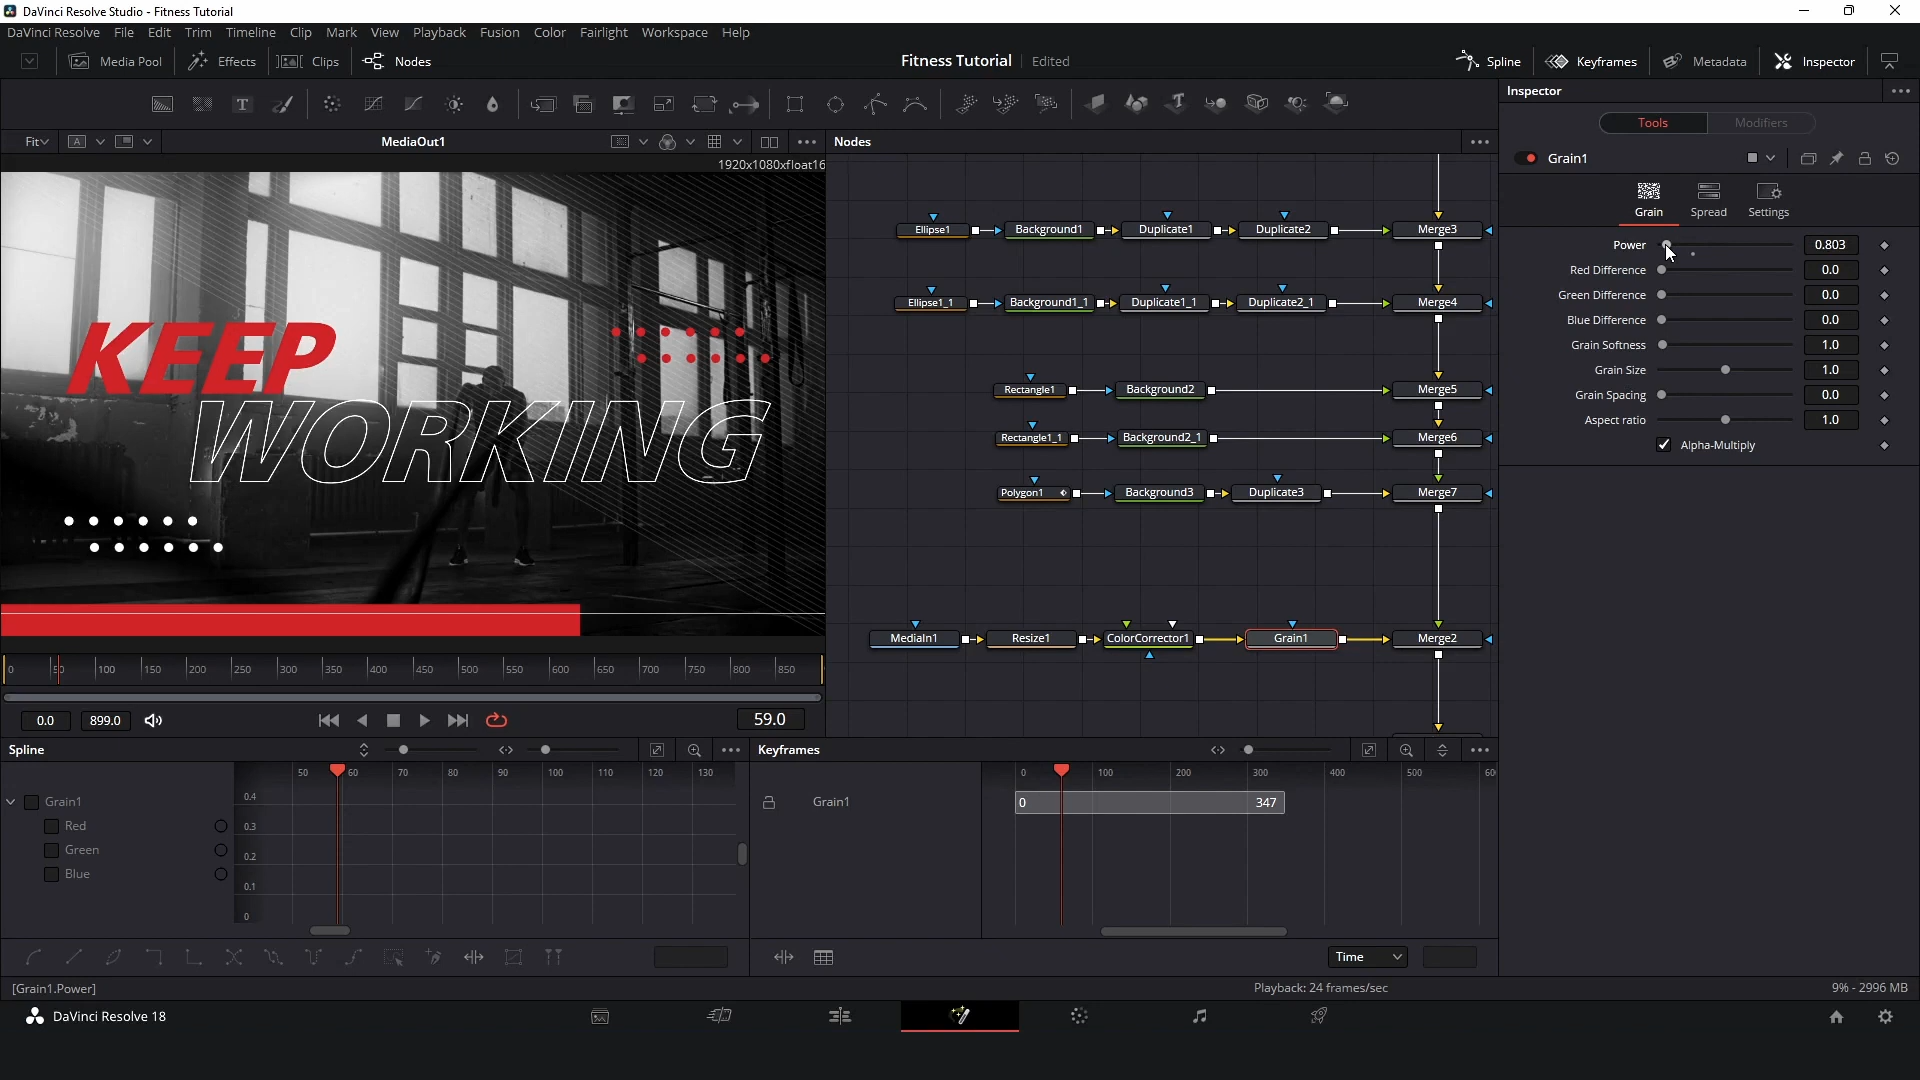 DaVinci Resolve Studio - Fitness Tutorial
DaVinci Resolve File Edit Trim Timeline Clip Mark View Playback Fusion Color Fairlight Workspace Help
Media Pool Effects Clips Nodes Fitness Tutorial Edited Spline Keyframes Metadata Inspector
T
Inspector
Fit A MediaOut1 Nodes
Tools Modifiers
1920x1080xfloat16
Grain1
Grain Spread Settings
Ellipse1 Background1 Duplicate1 Duplicate2 Merge3
Power 0.803
Red Difference 0.0
Green Difference 0.0
Ellipse1_1 Background1_1 Duplicate1_1 Duplicate2_1 Merge4
Blue Difference 0.0
Grain Softness 1.0
Grain Size 1.0
Rectangle1 Background2 Merge5
Grain Spacing 0.0
Aspect ratio 1.0
Rectangle1_1 Background2_1 Merge6
Alpha-Multiply
Polygon1 Background3 Duplicate3 Merge7
KEEP
WORKING
MediaIn1 Resize1 ColorCorrector1 Grain1 Merge2
0 50 100 150 200 250 300 350 400 450 500 550 600 650 700 750 800 850
0.0 899.0 59.0
Spline Keyframes
50 60 70 80 90 100 110 120 130
0 100 200 300 400 500
Grain1
Red
Green
Blue
0.4
0.3
0.2
0.1
0
Grain1 0 347
Time
[Grain1.Power] Playback: 24 frames/sec 9% - 2996 MB
DaVinci Resolve 18